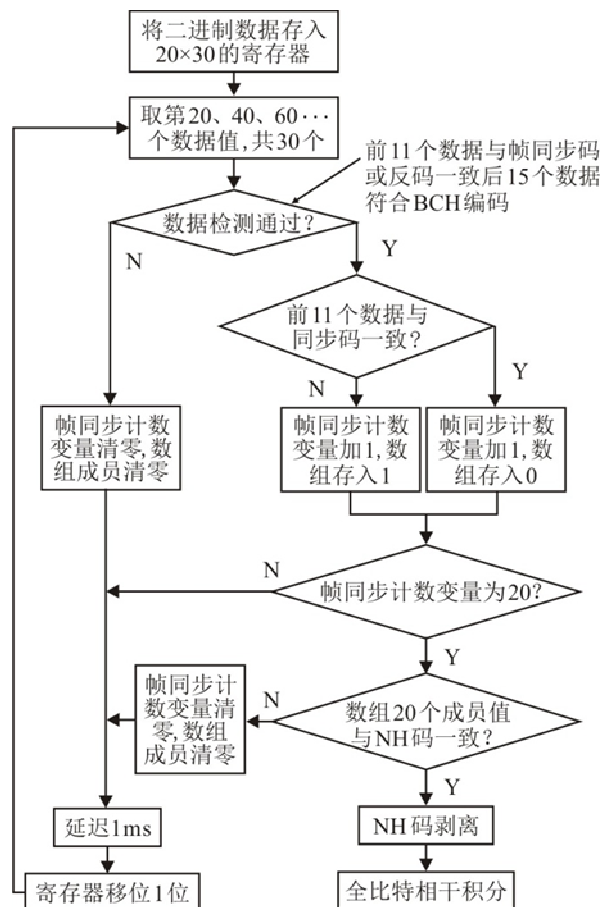 将二进制数据存入
20×30的寄存器
取第20、40、60…
个数据值,共30个
前11个数据与帧同步码
或反码一致后15个数据
符合BCH编码
数据检测通过?
N
Y
前11个数据与
同步码一致?
N
Y
帧同步计数
变量清零,数
组成员清零
帧同步计数
变量加1,数
组存入1
帧同步计数
变量加1,数
组存入0
N
帧同步计数变量为20?
Y
帧同步计
数变量清
零,数组
成员清零
N
数组20个成员值
与NH码一致?
Y
延迟1ms
NH码剥离
寄存器移位1位
全比特相干积分